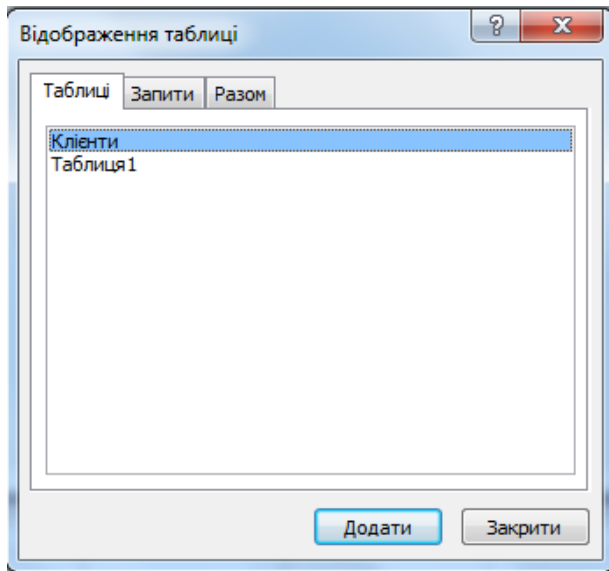 Відображення таблиці
Таблиці Запити Разом
Клієнти
Таблиця1
Додати Закрити